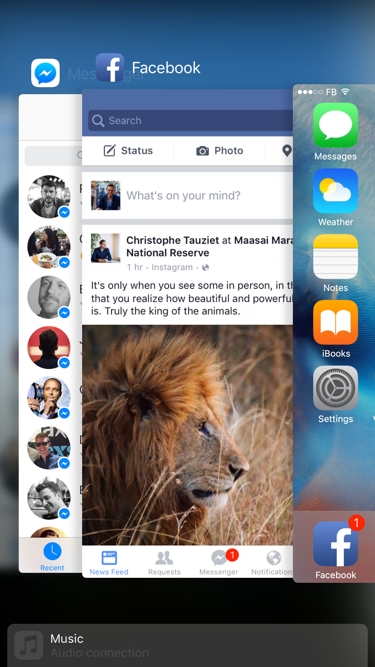 Facebook
FB
Search
Status
Photo
What's on your mind?
Christophe Tauziet at Maasai Mara
National Reserve
1 hr · Instagram ·
It's only when you see some in person, in th
that you realize how beautiful and powerful
is. Truly the king of the animals.
News Feed
Requests
Messenger
1
Notification
Recent
Messages
Weather
Notes
iBooks
Settings
1
Facebook
Music
Audio connection